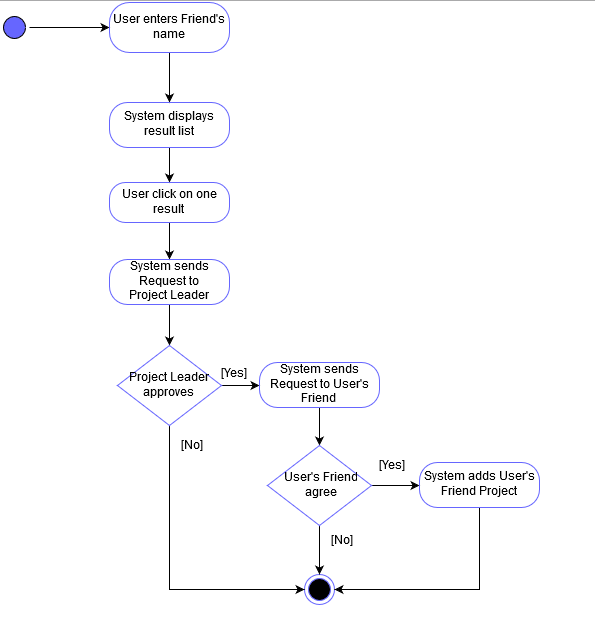 User enters Friend's
name
System displays
result list
User click on one
result
System sends
Request to
Project Leader
Project Leader
approves
[Yes]
System sends
Request to User's
Friend
[No]
User's Friend
agree
[Yes]
System adds User's
Friend Project
[No]